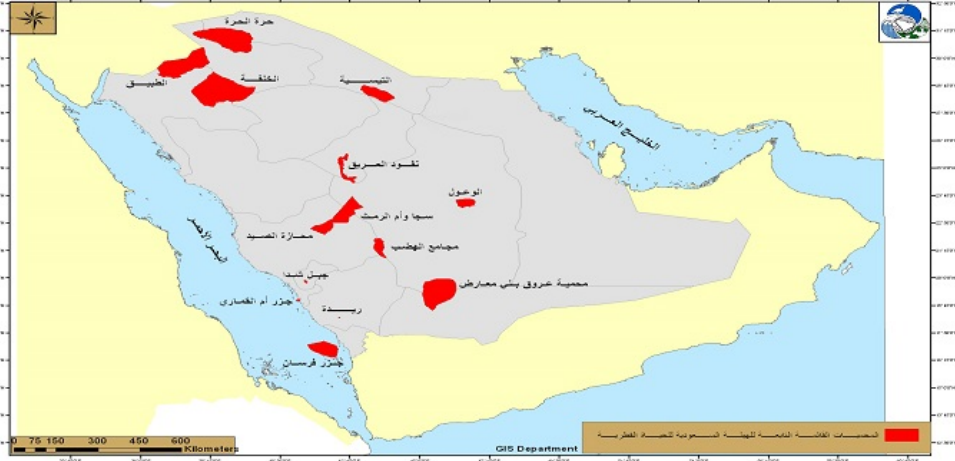 حرة الحرة
الطبيق
الخنفة
التيسية
الخليج العربي
نفود العريق
الوعول
سجا وأم الرمث
محازة الصيد
مجامع الهضب
البحر الأحمر
جبل شدا
محمية عروق بني معارض
جزر أم القماري
ريدة
جزر فرسان
0 75 150 300 450 600
Kilometers
GIS Department
المحميات القائمة التابعة للهيئة السعودية للحياة الفطرية